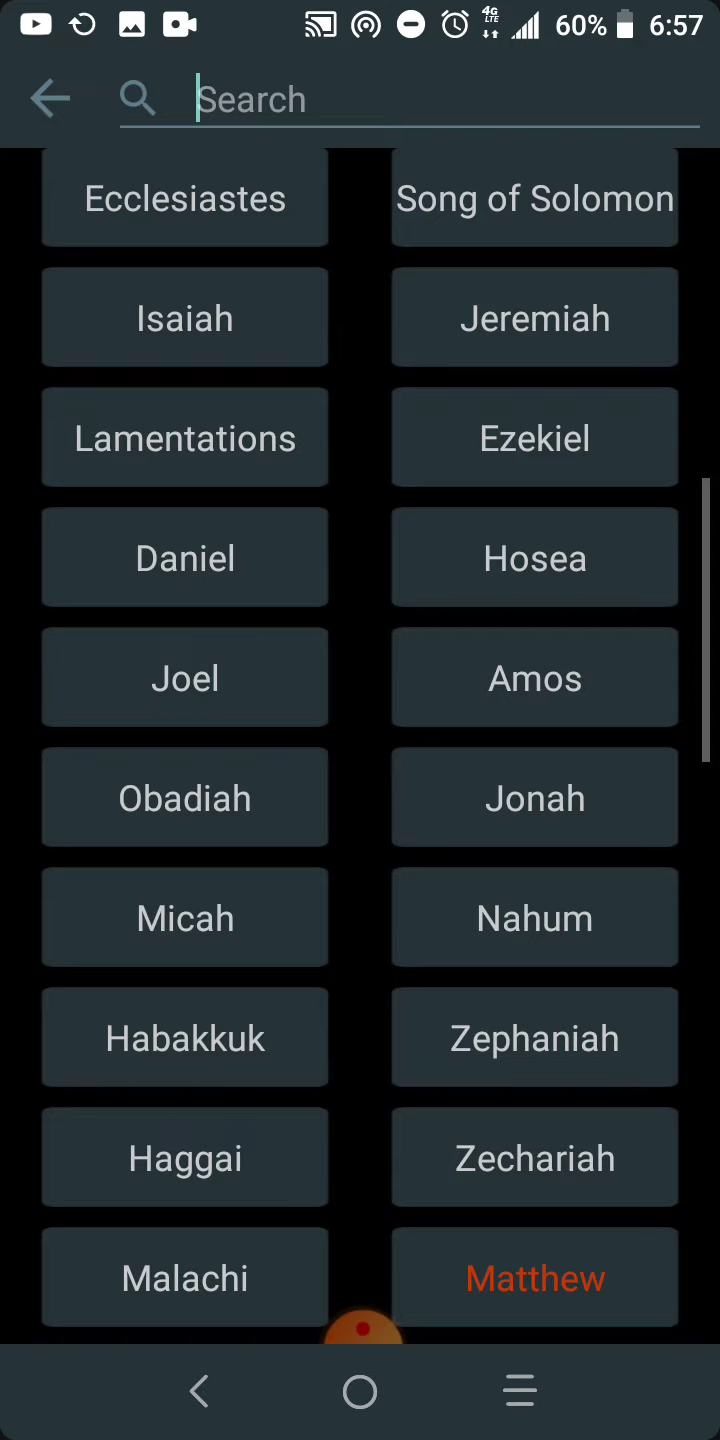 4G
LTE
60%
6:57
Search
Ecclesiastes
Song of Solomon
Isaiah
Jeremiah
Lamentations
Ezekiel
Daniel
Hosea
Joel
Amos
Obadiah
Jonah
Micah
Nahum
Habakkuk
Zephaniah
Haggai
Zechariah
Malachi
Matthew